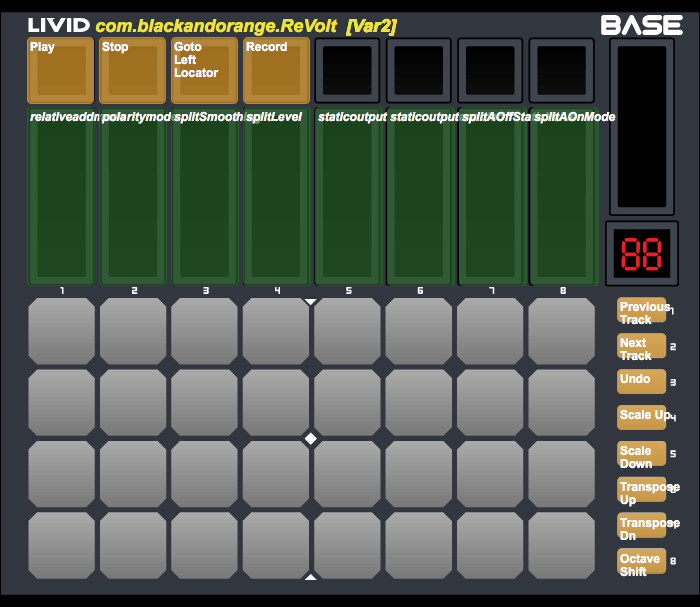 LIVID com.blackandorange.ReVolt [Var2] BASE
Play Stop Goto Left Locator Record
polaritymod splitSmooth splitLevel staticoutput staticoutput splitAOffSta splitAOnMode
88
1 2 3 4 5 6 7 8
Previous Track 1
Next Track 2
Undo 3
Scale Up 4
Scale Down 5
Transpose Up 6
Transpose Dn
Octave Shift 8